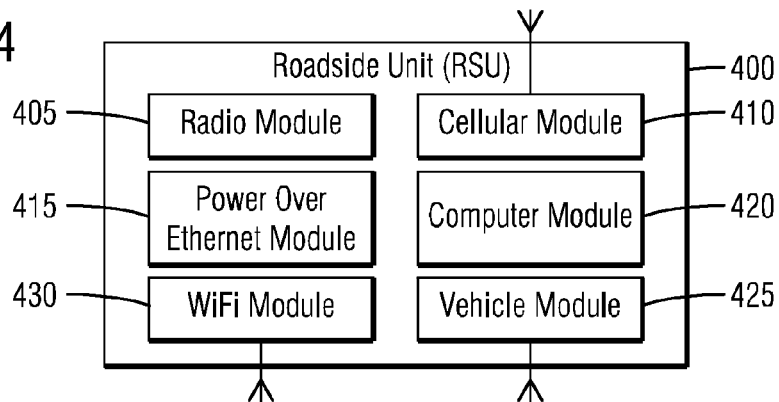 4
Roadside Unit (RSU)
400
405
Radio Module
Cellular Module
410
415
Power Over
Ethernet Module
Computer Module
420
430
WiFi Module
Vehicle Module
425